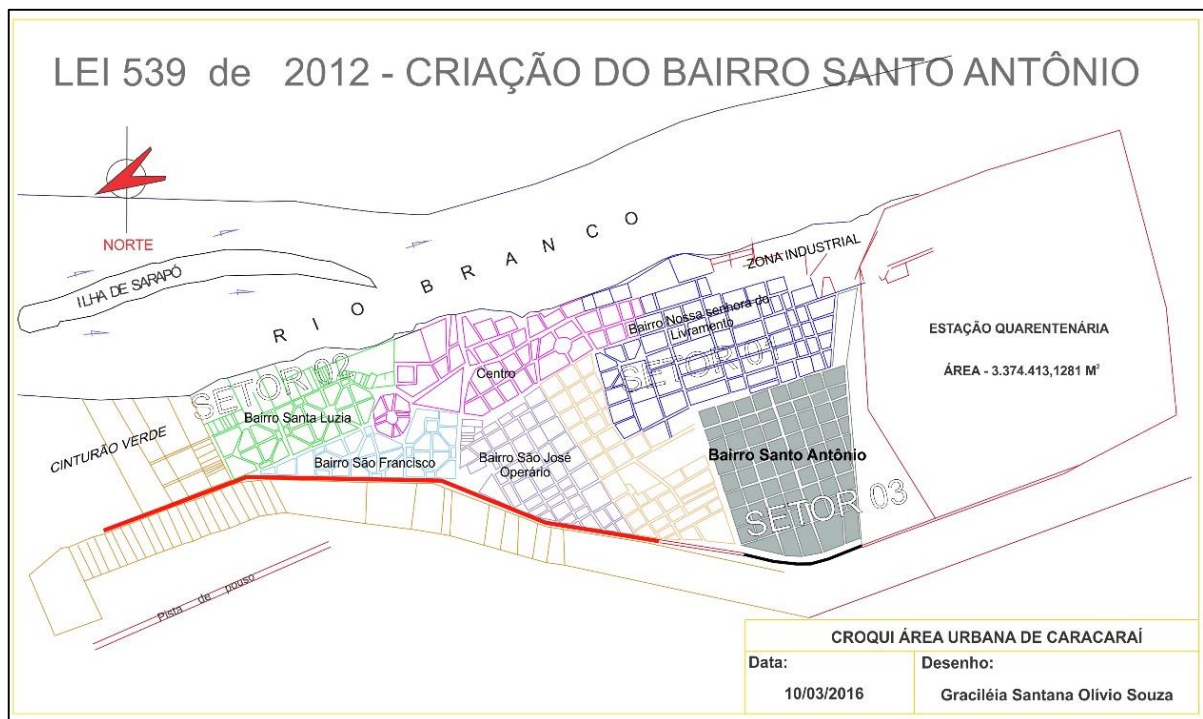 LEI 539 de 2012 - CRIAÇÃO DO BAIRRO SANTO ANTÔNIO
NORTE
ILHA DE SARAPÓ
RIO BRANCO
ZONA INDUSTRIAL
Bairro Nossa senhora do
Livramento
ESTAÇÃO QUARENTENÁRIA
ÁREA - 3.374.413,1281 M²
SETOR 01
SETOR 02
Centro
Bairro Santa Luzia
CINTURÃO VERDE
Bairro São Francisco
Bairro São José
Operário
Bairro Santo Antônio
SETOR 03
Pista de pouso
CROQUI ÁREA URBANA DE CARACARAÍ
Data:
10/03/2016
Desenho:
Graciléia Santana Olívio Souza